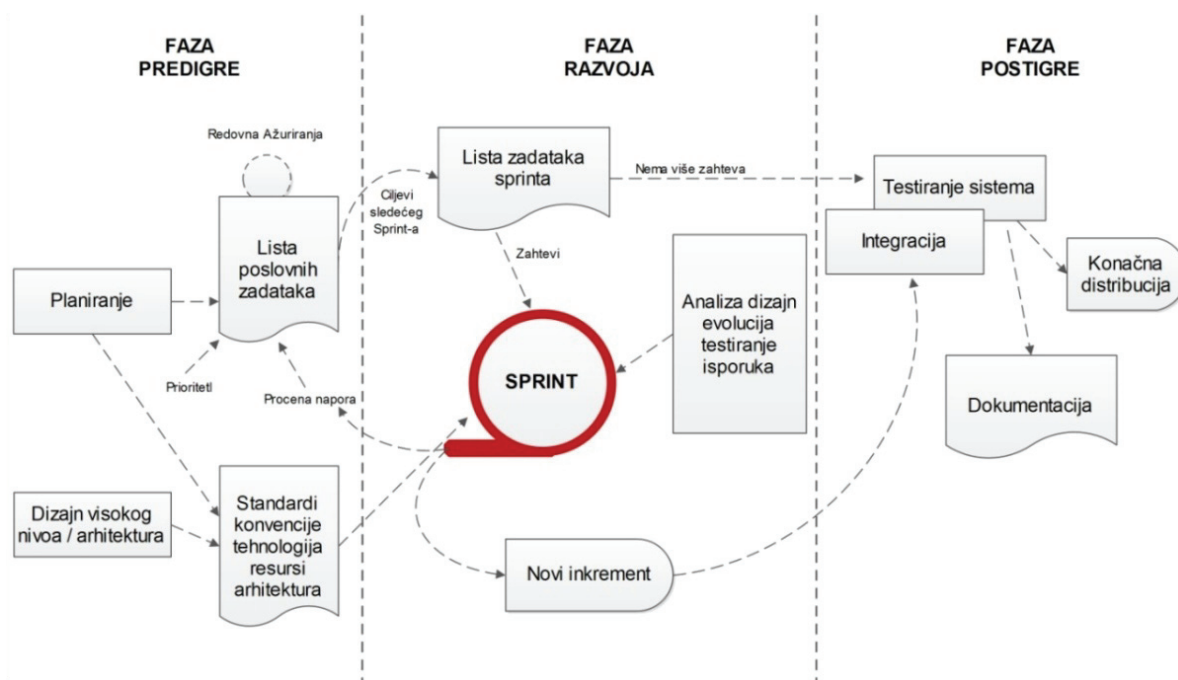 FAZA
PREDIGRE
FAZA
RAZVOJA
FAZA
POSTIGRE
Redovna Ažuriranja
Lista
poslovnih
zadataka
Planiranje
PrioritetI
Procena napora
Dizajn visokog
nivoa / arhitektura
Standardi
konvencije
tehnologija
resursi
arhitektura
Ciljevi
sledećeg
Sprint-a
Lista zadataka
sprinta
Nema više zahteva
Zahtevi
SPRINT
Analiza dizajn
evolucija
testiranje
isporuka
Novi inkrement
Testiranje sistema
Integracija
Konačna
distribucija
Dokumentacija